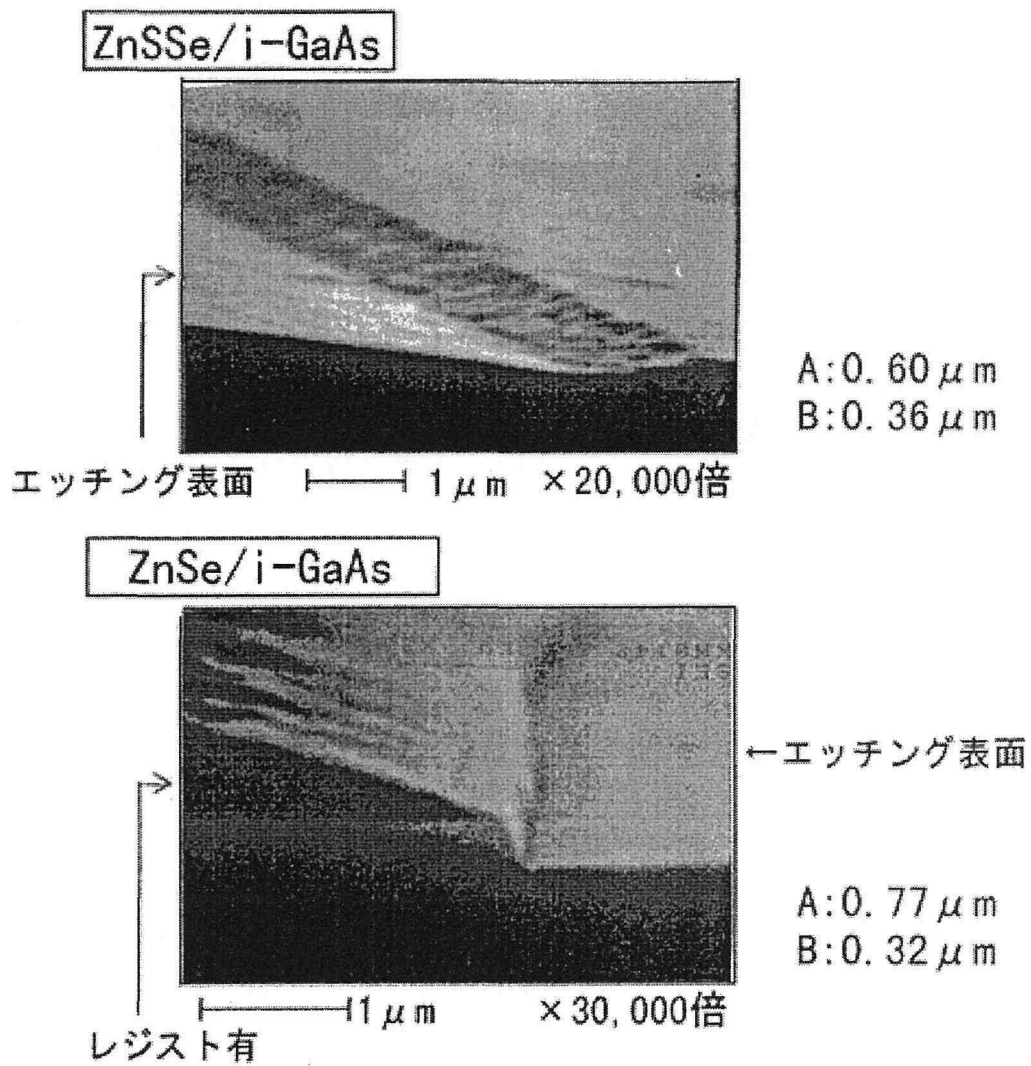 ZnSSe/i-GaAs
A:0.60μm
B:0.36μm
エッチング表面
1μm ×20,000倍
ZnSe/i-GaAs
←エッチング表面
A:0.77μm
B:0.32μm
1μm ×30,000倍
レジスト有